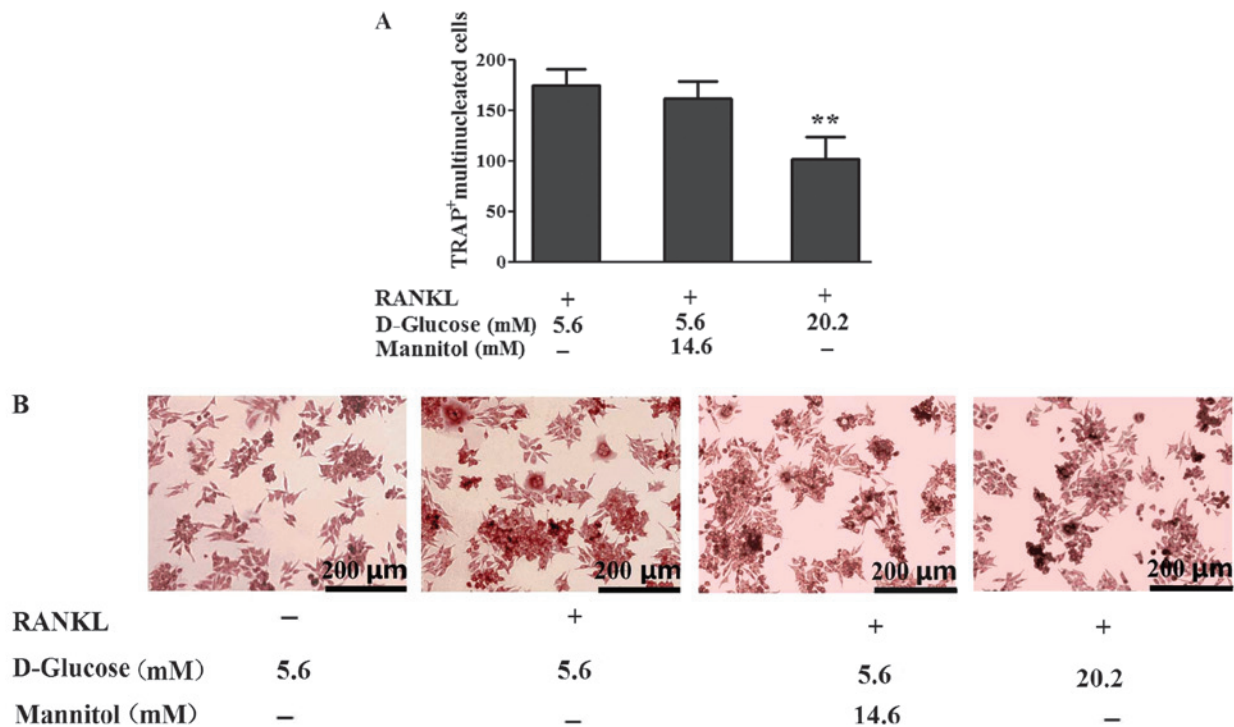 A
TRAP+multinucleated cells
200
150
100
50
0
**
RANKL + + +
D-Glucose (mM) 5.6 5.6 20.2
Mannitol (mM) – 14.6 –
B
200 μm 200 μm 200 μm 200 μm
RANKL – + + +
D-Glucose (mM) 5.6 5.6 5.6 20.2
Mannitol (mM) – – 14.6 –